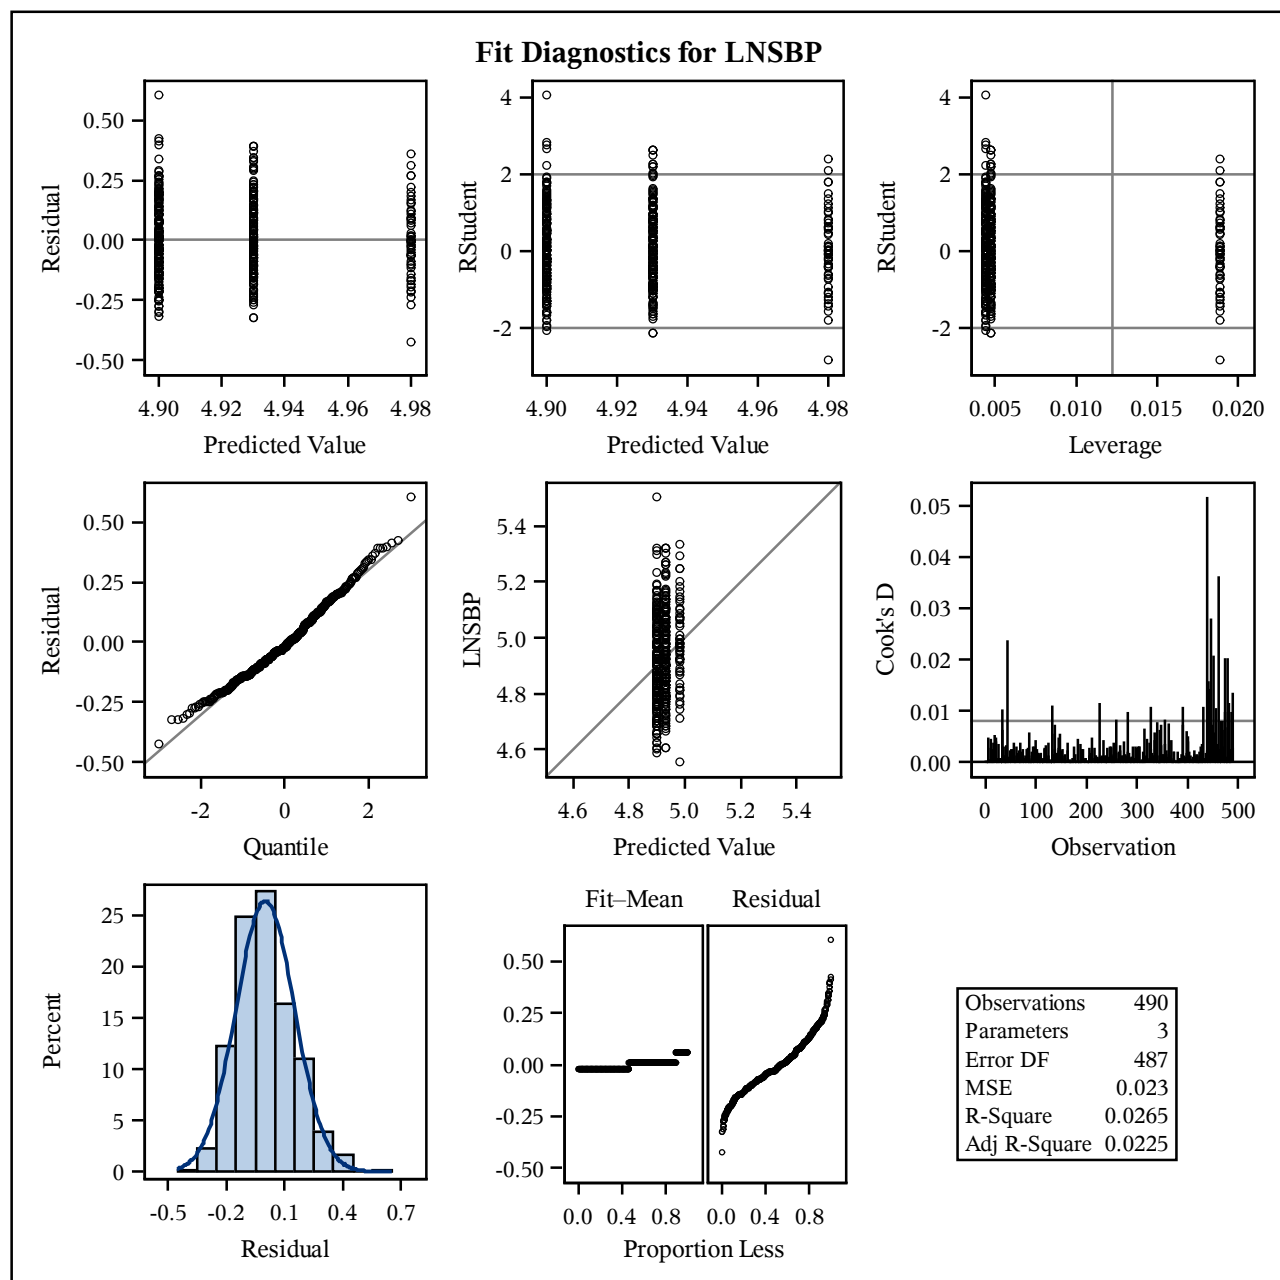 Fit Diagnostics for LNSBP
Residual
0.50
0.25
0.00
-0.25
-0.50
4.90 4.92 4.94 4.96 4.98
Predicted Value
RStudent
4
2
0
-2
4.90 4.92 4.94 4.96 4.98
Predicted Value
RStudent
4
2
0
-2
0.005 0.010 0.015 0.020
Leverage
Residual
0.50
0.25
0.00
-0.25
-0.50
-2 0 2
Quantile
LNSBP
5.4
5.2
5.0
4.8
4.6
4.6 4.8 5.0 5.2 5.4
Predicted Value
Cook's D
0.05
0.04
0.03
0.02
0.01
0.00
0 100 200 300 400 500
Observation
Percent
25
20
15
10
5
0
-0.5 -0.2 0.1 0.4 0.7
Residual
Fit–Mean Residual
0.50
0.25
0.00
-0.25
-0.50
0.0 0.4 0.8 0.0 0.4 0.8
Proportion Less
Observations 490
Parameters 3
Error DF 487
MSE 0.023
R-Square 0.0265
Adj R-Square 0.0225